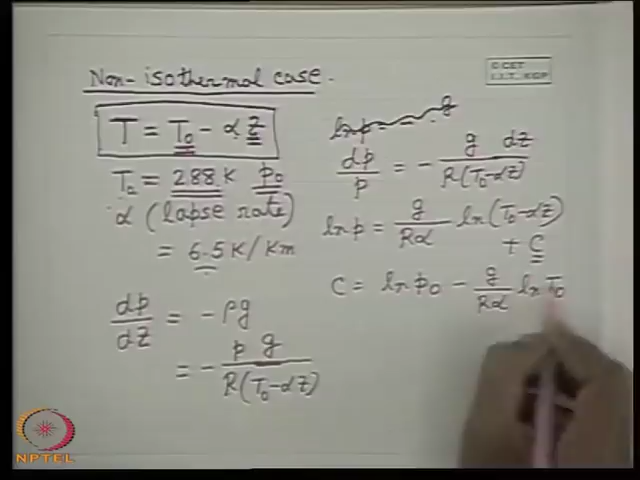 Non-isothermal case.
T = T₀ - αz
T₀ = 288 K p₀
α (lapse rate)
= 6.5 K/Km
dp/dz = -ρg
= - p g / R(T₀-αz)
dp/p = - g dz / R(T₀-αz)
ln p = g/Rα ln(T₀-αz)
+ C
C = ln p₀ - g/Rα ln T₀
© CET
I.I.T. KGP
NPTEL